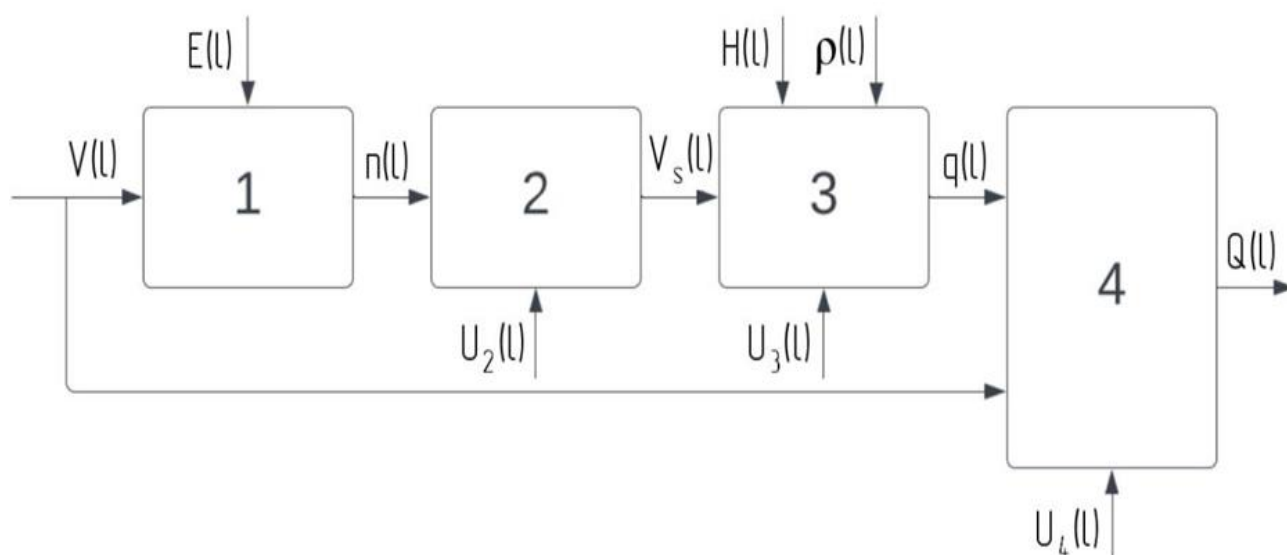 E(l)
H(l)
ρ(l)
V(l)
1
n(l)
2
Vₛ(l)
3
q(l)
4
Q(l)
U₂(l)
U₃(l)
U₄(l)